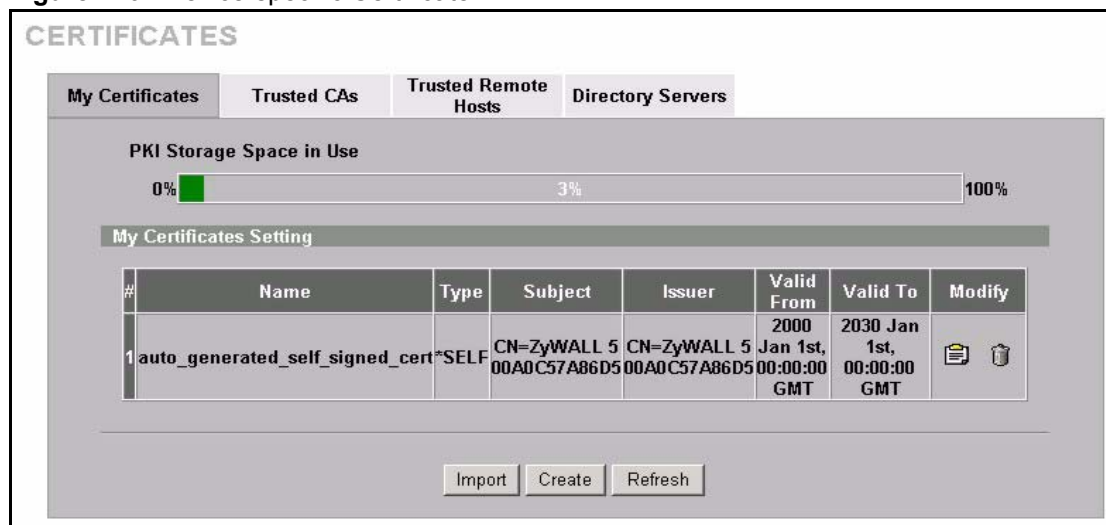 CERTIFICATES
My Certificates
Trusted CAs
Trusted Remote
Hosts
Directory Servers
PKI Storage Space in Use
0%
3%
100%
My Certificates Setting
#
Name
Type
Subject
Issuer
Valid
From
Valid To
Modify
1
auto_generated_self_signed_cert
*SELF
CN=ZyWALL 5
00A0C57A86D5
CN=ZyWALL 5
00A0C57A86D5
2000
Jan 1st,
00:00:00
GMT
2030 Jan
1st,
00:00:00
GMT
Import
Create
Refresh